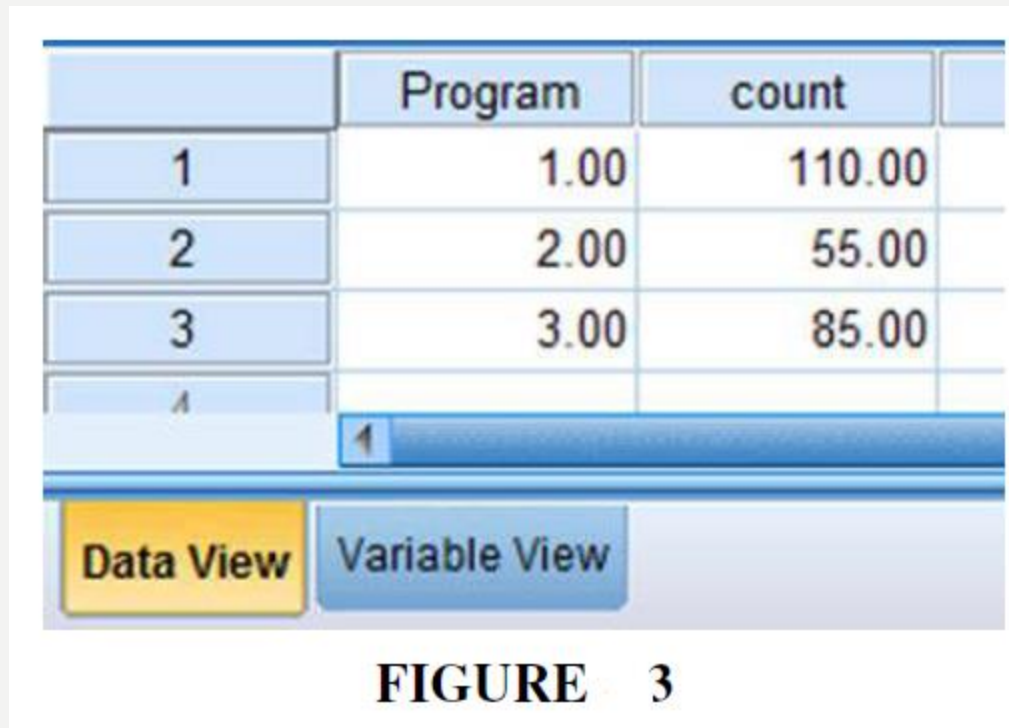 Program count
1 1.00 110.00
2 2.00 55.00
3 3.00 85.00
4
Data View Variable View
FIGURE 3